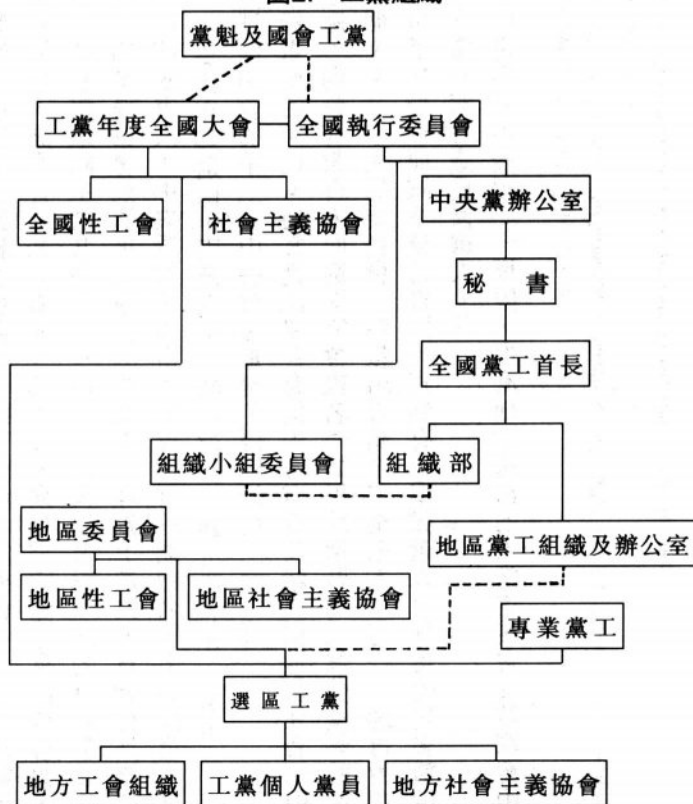 黨魁及國會工黨
工黨年度全國大會 全國執行委員會
全國性工會 社會主義協會 中央黨辦公室
秘 書
全國黨工首長
組織小組委員會 組織部
地區委員會
地區黨工組織及辦公室
地區性工會 地區社會主義協會
專業黨工
選區工黨
地方工會組織 工黨個人黨員 地方社會主義協會